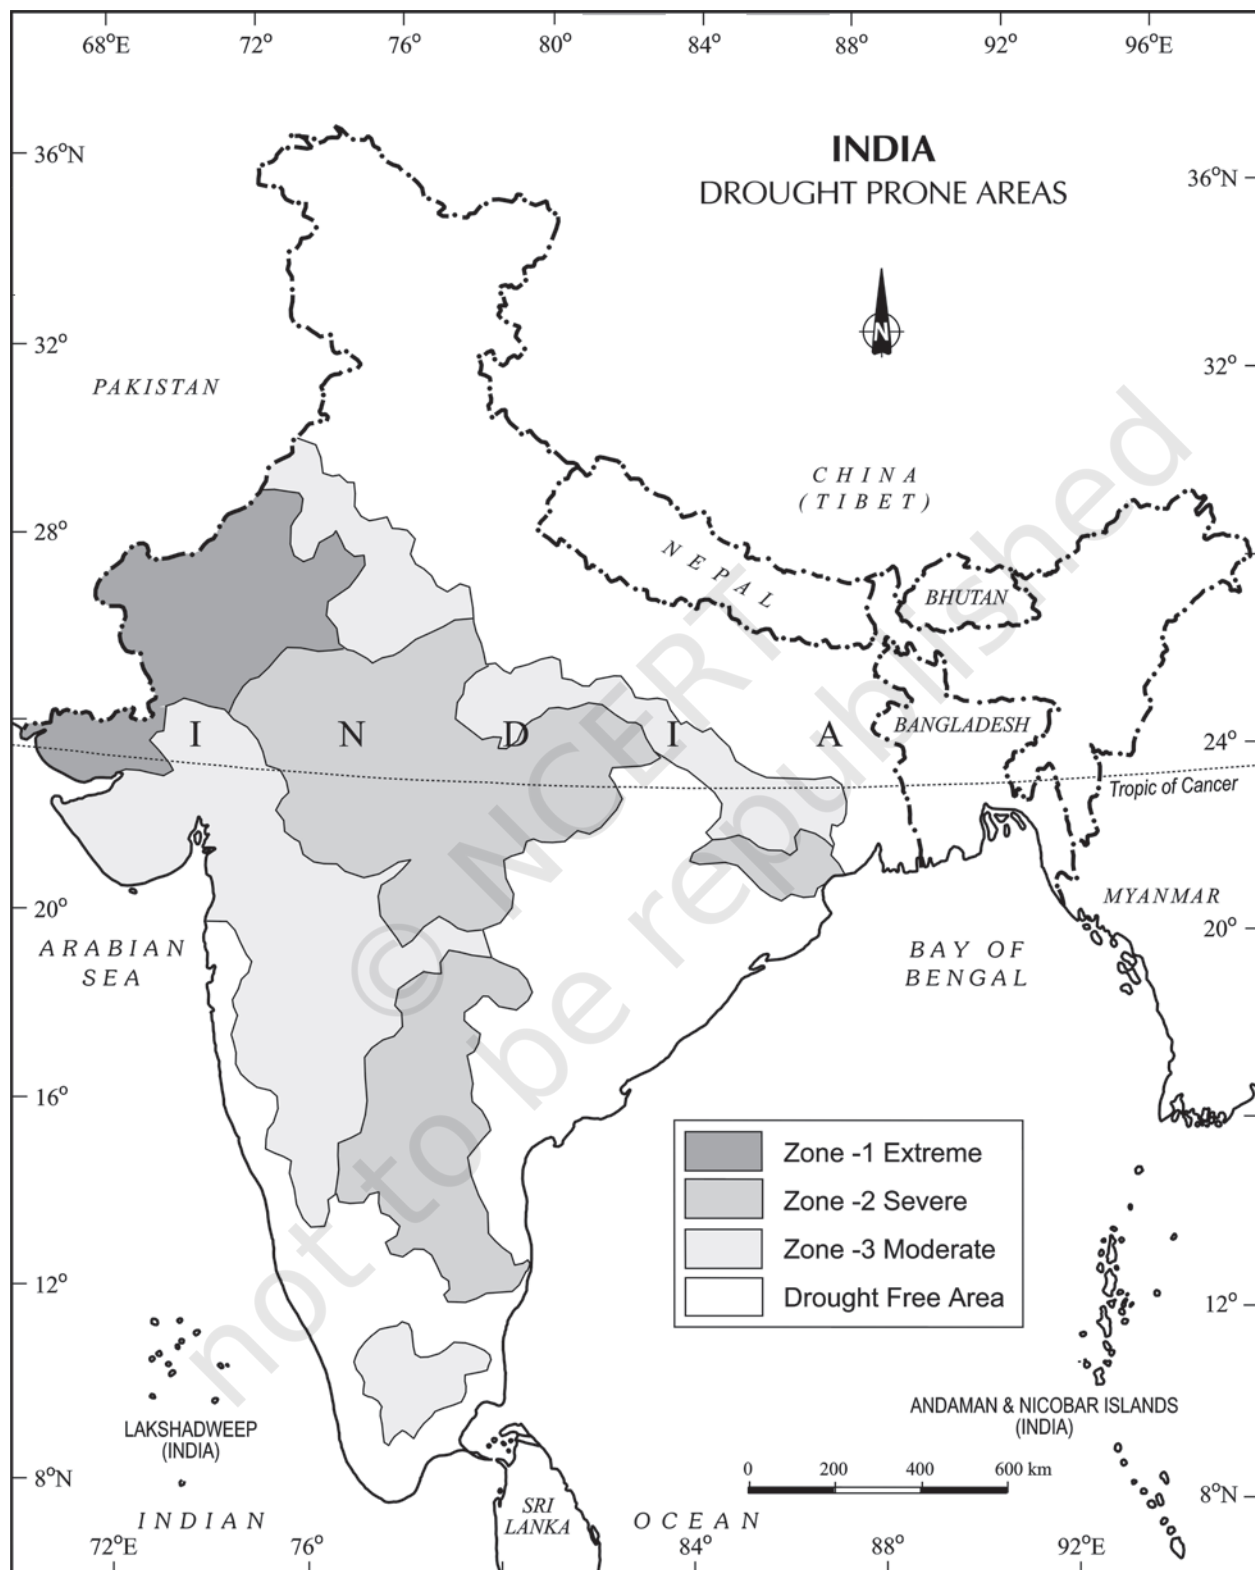 68°E 72° 76° 80° 84° 88° 92° 96°E
INDIA
DROUGHT PRONE AREAS
36°N
36°N
N
32°
32°
PAKISTAN
CHINA
(TIBET)
28°
NEPAL
BHUTAN
I N D I A
BANGLADESH
24°
Tropic of Cancer
MYANMAR
20°
20°
ARABIAN
SEA
BAY OF
BENGAL
16°
Zone -1 Extreme
Zone -2 Severe
Zone -3 Moderate
Drought Free Area
12°
12°
LAKSHADWEEP
(INDIA)
ANDAMAN & NICOBAR ISLANDS
(INDIA)
8°N
8°N
0 200 400 600 km
SRI
LANKA
INDIAN OCEAN
72°E 76° 84° 88° 92°E
© NCERT
not to be republished